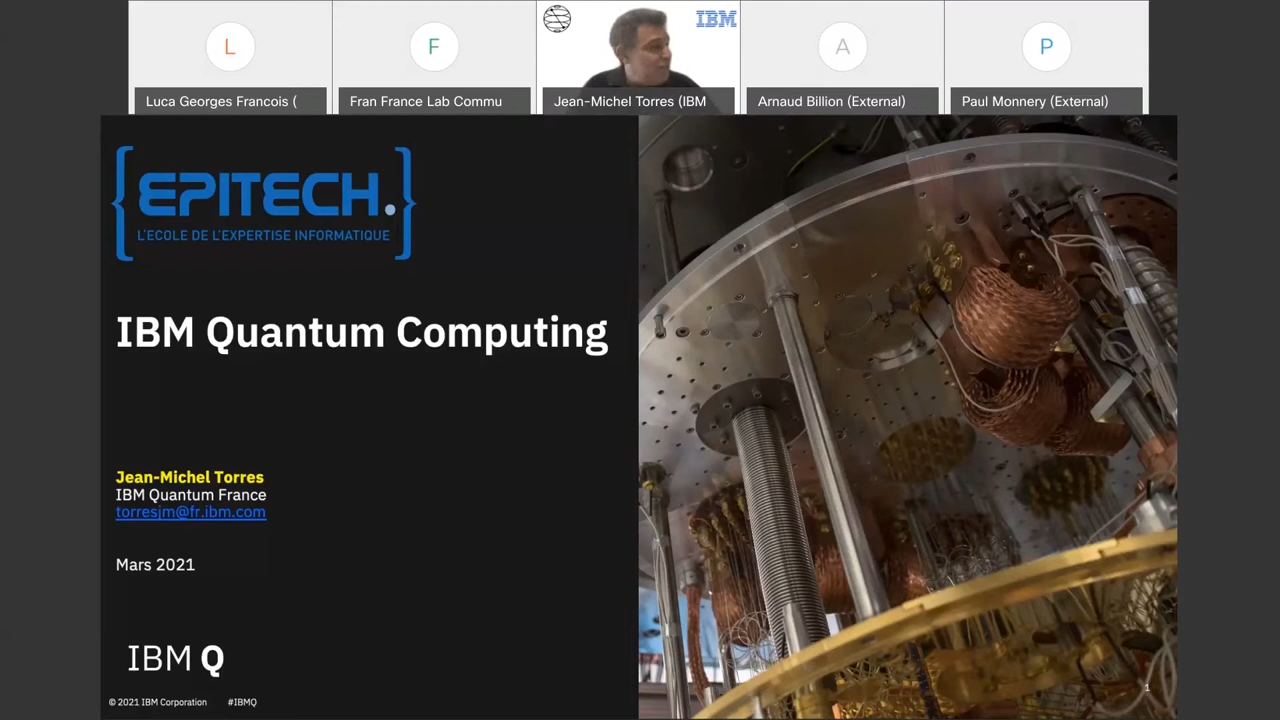 L
F
IBM
A
P
Luca Georges Francois (
Fran France Lab Commu
Jean-Michel Torres (IBM
Arnaud Billion (External)
Paul Monnery (External)
{EPITECH.}
L'ECOLE DE L'EXPERTISE INFORMATIQUE
IBM Quantum Computing
Jean-Michel Torres
IBM Quantum France
torresjm@fr.ibm.com
Mars 2021
IBM Q
© 2021 IBM Corporation #IBMQ
1